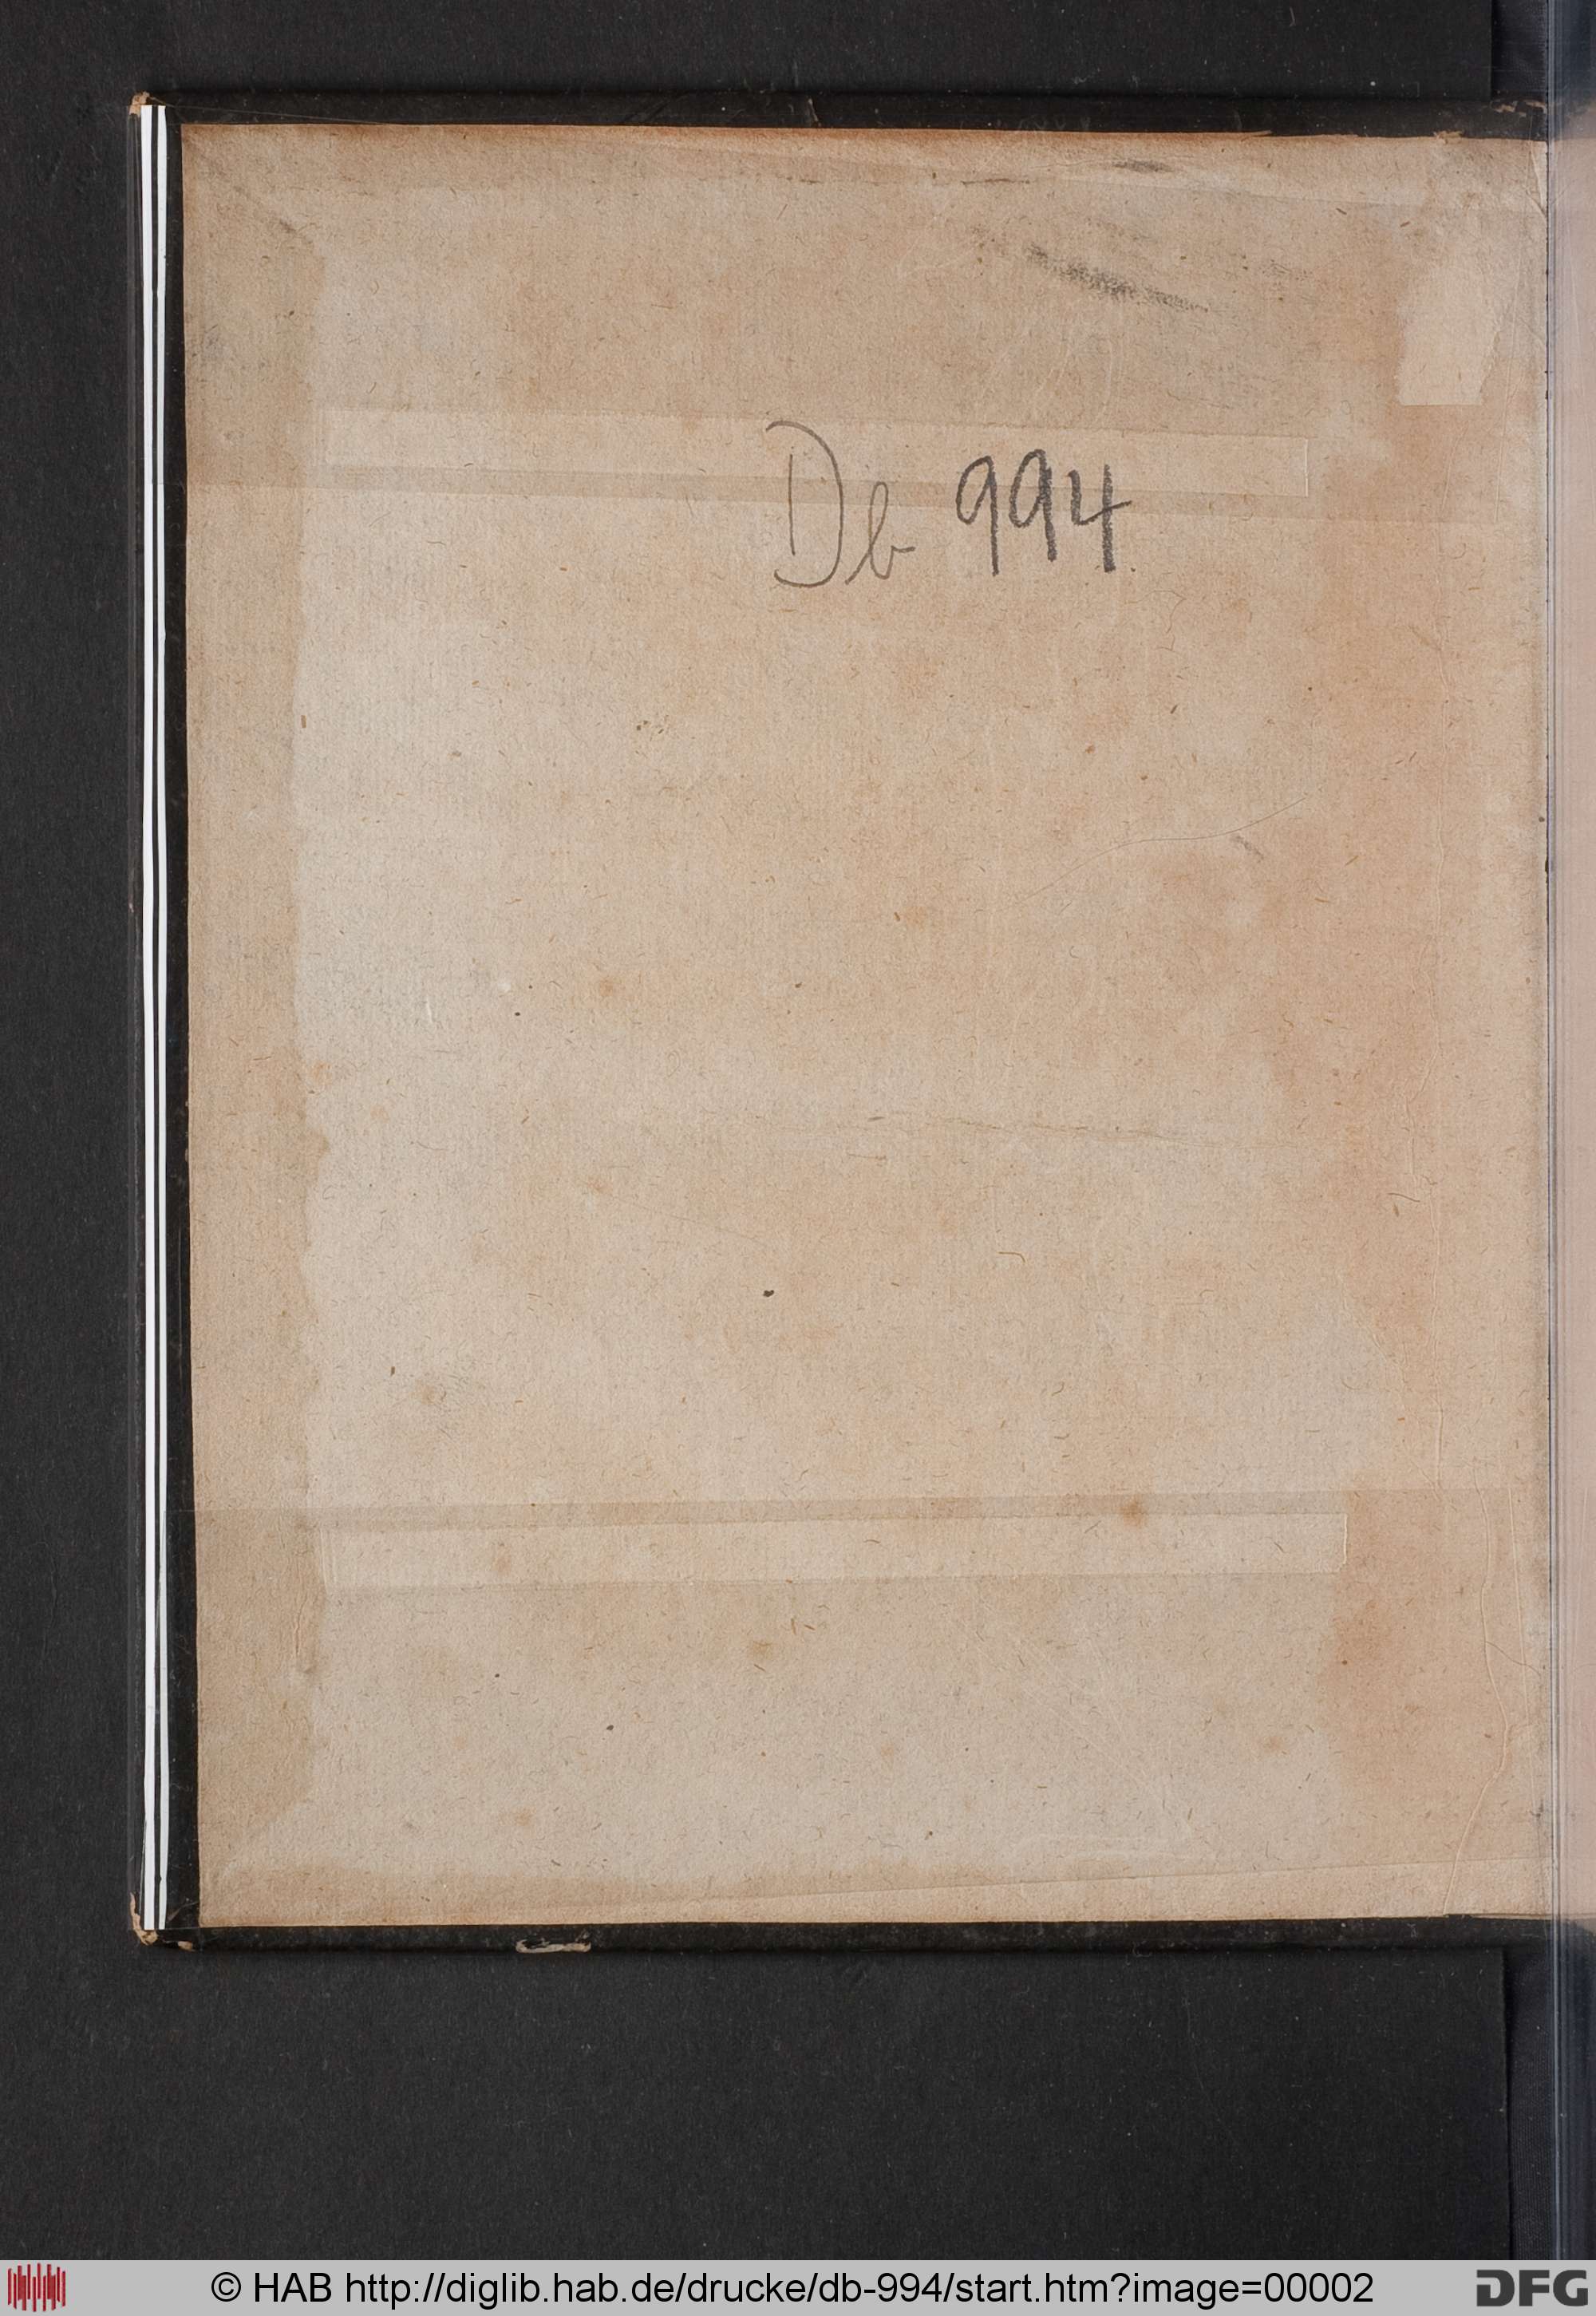 Db 994
© HAB http://diglib.hab.de/drucke/db-994/start.htm?image=00002
DFG